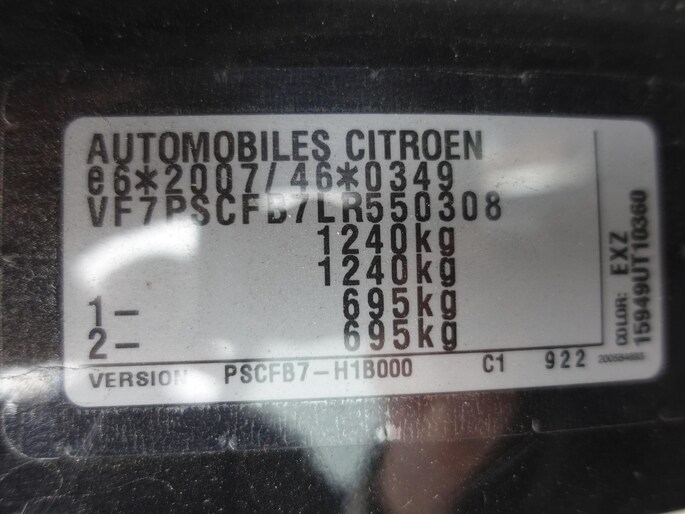 AUTOMOBILES CITROEN
e6*2007/46*0349
VF7PSCFB7LR550308
1240kg
1240kg
1- 695kg
2- 695kg
VERSION PSCFB7-H1B000 C1 922
COLOR: EXZ
15949UT10360